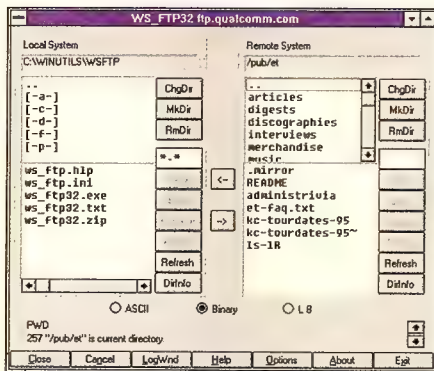 WS_FTP32 ftp.qualcomm.com
Local System
C:\WINUTILS\WSFTP
..
[-a-]
[-c-]
[-d-]
[-f-]
[-p-]
ChgDir
MkDir
RmDir
*.*
ws_ftp.hlp
ws_ftp.ini
ws_ftp32.exe
ws_ftp32.txt
ws_ftp32.zip
Refresh
DirInfo
<-
->
Remote System
/pub/et
..
articles
digests
discographies
interviews
merchandise
music
ChgDir
MkDir
RmDir
.mirror
README
administrivia
et-faq.txt
kc-tourdates-95
kc-tourdates-95~
ls-lR
Refresh
DirInfo
ASCII
Binary
L8
PWD
257 "/pub/et" is current directory.
Close
Cancel
LogWnd
Help
Options
About
Exit